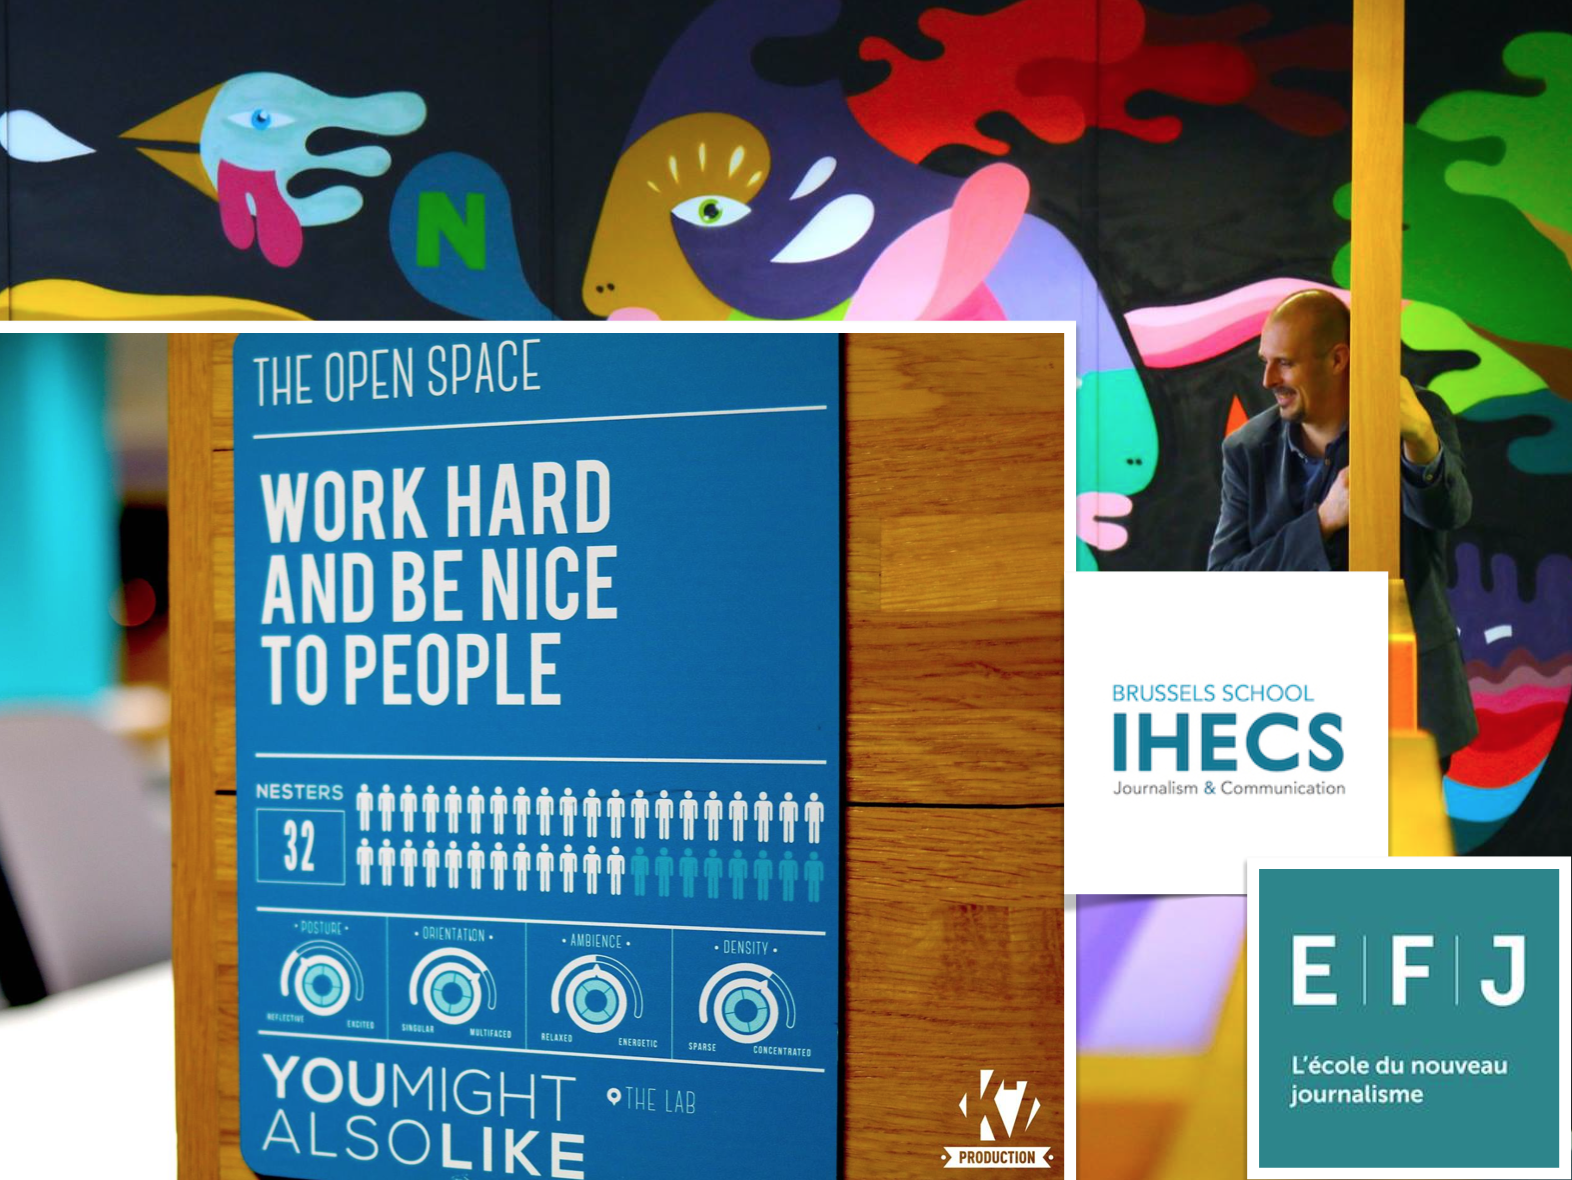 N
THE OPEN SPACE
WORK HARD
AND BE NICE
TO PEOPLE
NESTERS
32
• POSTURE •
REFLECTIVE EXCITED
• ORIENTATION •
SINGULAR MULTIFACED
• AMBIENCE •
RELAXED ENERGETIC
• DENSITY •
SPARSE CONCENTRATED
YOUMIGHT
ALSOLIKE
THE LAB
PRODUCTION
BRUSSELS SCHOOL
IHECS
Journalism & Communication
E|F|J
L'école du nouveau
journalisme